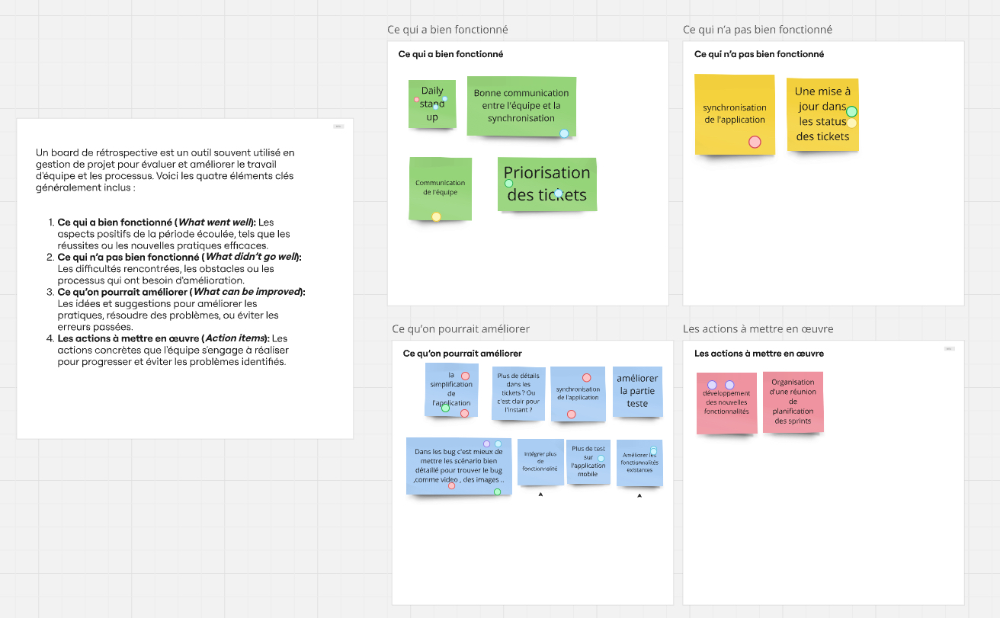 Un board de rétrospective est un outil souvent utilisé en
gestion de projet pour évaluer et améliorer le travail
d'équipe et les processus. Voici les quatre éléments clés
généralement inclus :
1. Ce qui a bien fonctionné (What went well): Les
aspects positifs de la période écoulée, tels que les
réussites ou les nouvelles pratiques efficaces.
2. Ce qui n'a pas bien fonctionné (What didn't go well):
Les difficultés rencontrées, les obstacles ou les
processus qui ont besoin d'amélioration.
3. Ce qu'on pourrait améliorer (What can be improved):
Les idées et suggestions pour améliorer les
pratiques, résoudre des problèmes, ou éviter les
erreurs passées.
4. Les actions à mettre en œuvre (Action items): Les
actions concrètes que l'équipe s'engage à réaliser
pour progresser et éviter les problèmes identifiés.
Ce qui a bien fonctionné
Ce qui a bien fonctionné
Daily
stand
up
Bonne communication
entre l'équipe et la
synchronisation
Communication
de l'équipe
Priorisation
des tickets
Ce qui n'a pas bien fonctionné
Ce qui n'a pas bien fonctionné
synchronisation
de l'application
Une mise à
jour dans
les status
des tickets
Ce qu'on pourrait améliorer
Ce qu'on pourrait améliorer
la
simplification
de
l'application
Plus de détails
dans les
tickets ? Ou
c'est clair pour
l'instant ?
synchronisation
de l'application
améliorer
la partie
teste
Dans les bug c'est mieux de
mettre les scénario bien
détaillé pour trouver le bug
,comme video , des images ..
Intégrer plus
de
fonctionnalité
Plus de test
sur
l'application
mobile
Améliorer les
fonctionnalités
existances
Les actions à mettre en œuvre
Les actions à mettre en œuvre
développement
des nouvelles
fonctionnalités
Organisation
d'une réunion
de
planification
des sprints